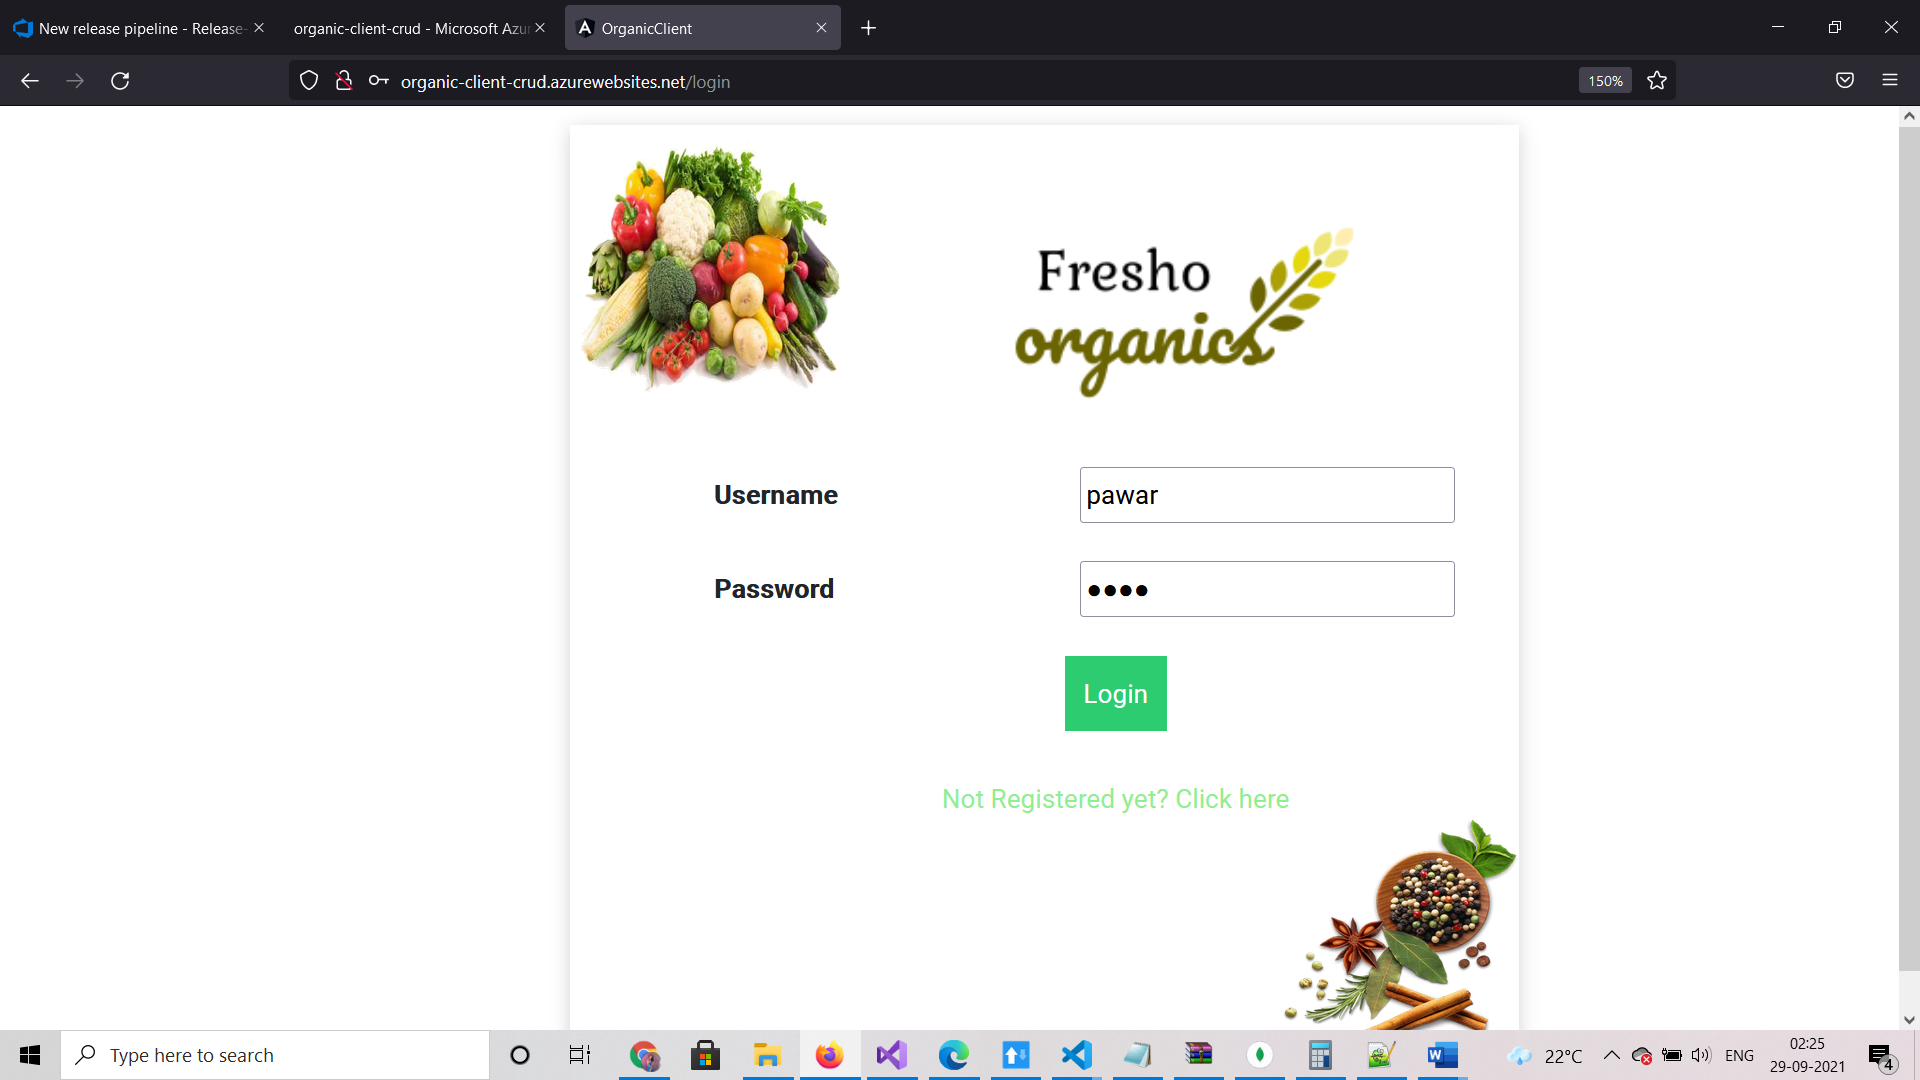 New release pipeline - Release-
organic-client-crud - Microsoft Azur
OrganicClient
organic-client-crud.azurewebsites.net/login
150%
Fresho
organics
Username
pawar
Password
Login
Not Registered yet? Click here
Type here to search
22°C
ENG
02:25
29-09-2021
4